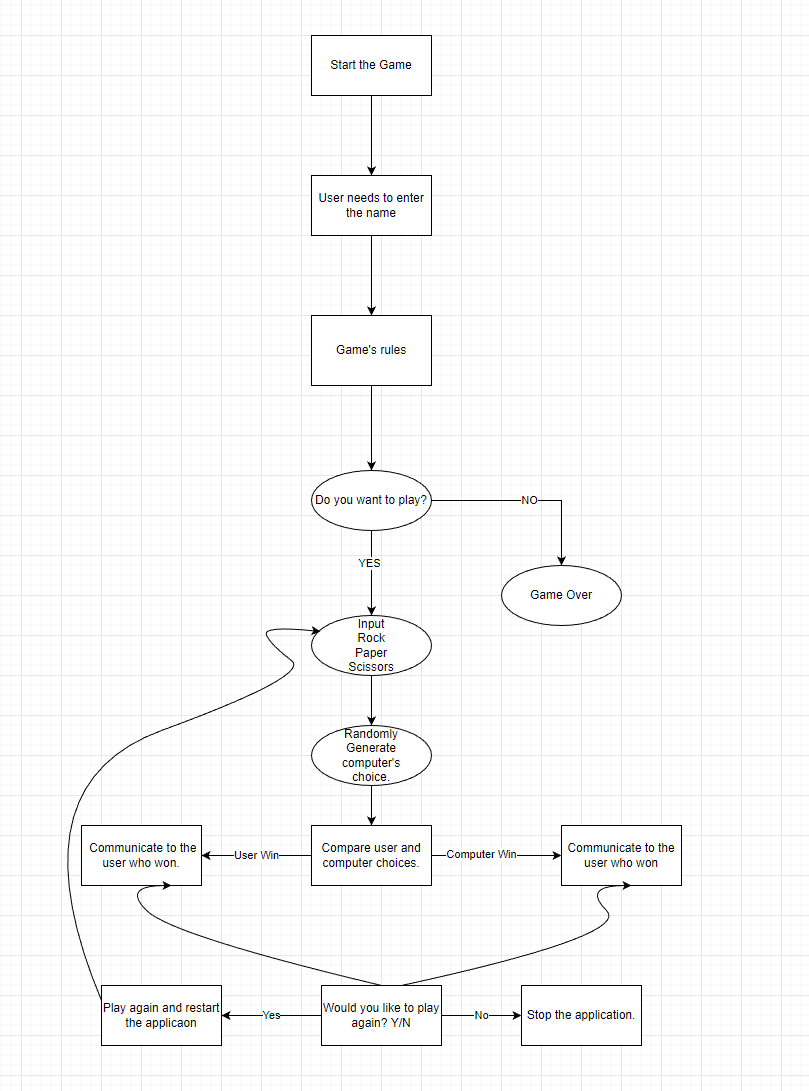 Start the Game
User needs to enter
the name
Game's rules
Do you want to play?
NO
YES
Game Over
Input
Rock
Paper
Scissors
Randomly
Generate
computer's
choice.
Communicate to the
user who won.
User Win
Compare user and
computer choices.
Computer Win
Communicate to the
user who won
Play again and restart
the applicaon
Yes
Would you like to play
again? Y/N
No
Stop the application.